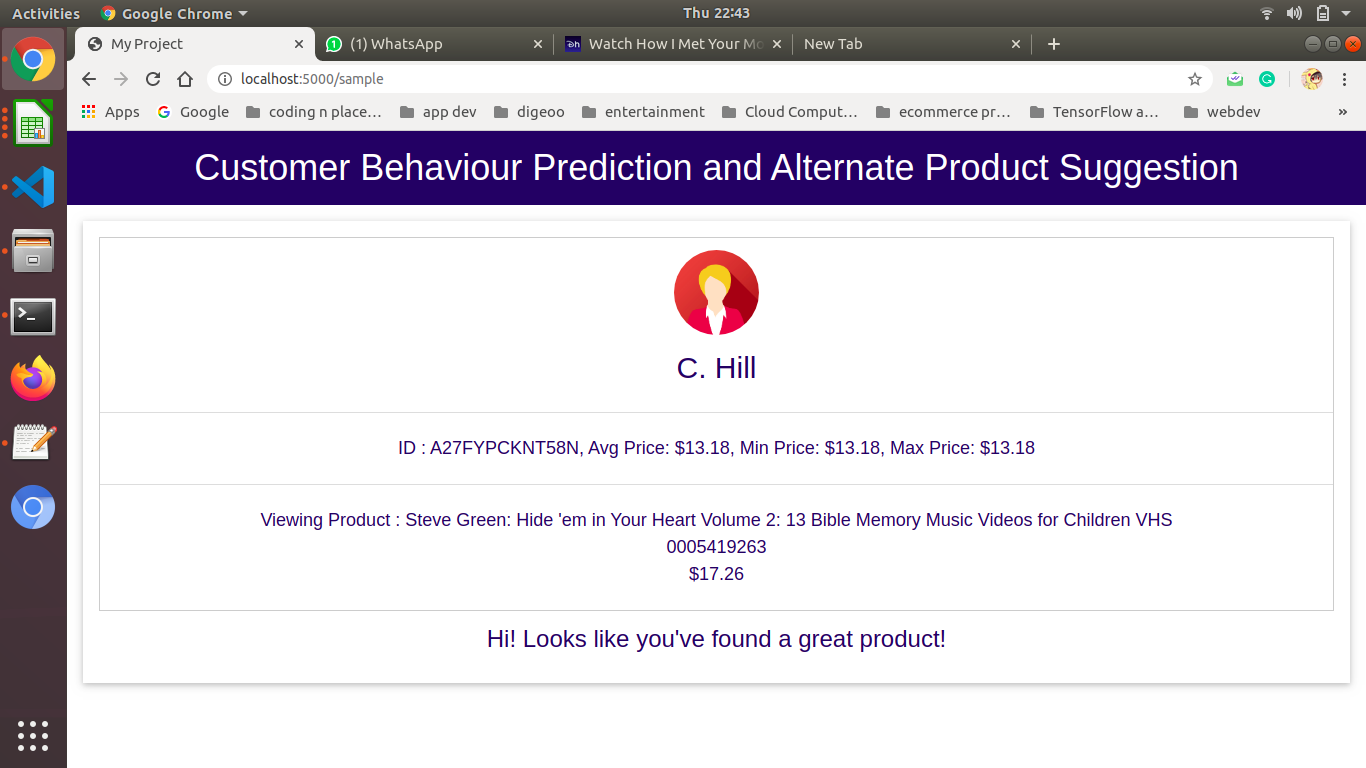 Activities Google Chrome Thu 22:43
My Project (1) WhatsApp Watch How I Met Your Mo New Tab
localhost:5000/sample
Apps Google coding n place… app dev digeoo entertainment Cloud Comput… ecommerce pr… TensorFlow a… webdev »
Customer Behaviour Prediction and Alternate Product Suggestion
C. Hill
ID : A27FYPCKNT58N, Avg Price: $13.18, Min Price: $13.18, Max Price: $13.18
Viewing Product : Steve Green: Hide 'em in Your Heart Volume 2: 13 Bible Memory Music Videos for Children VHS
0005419263
$17.26
Hi! Looks like you've found a great product!